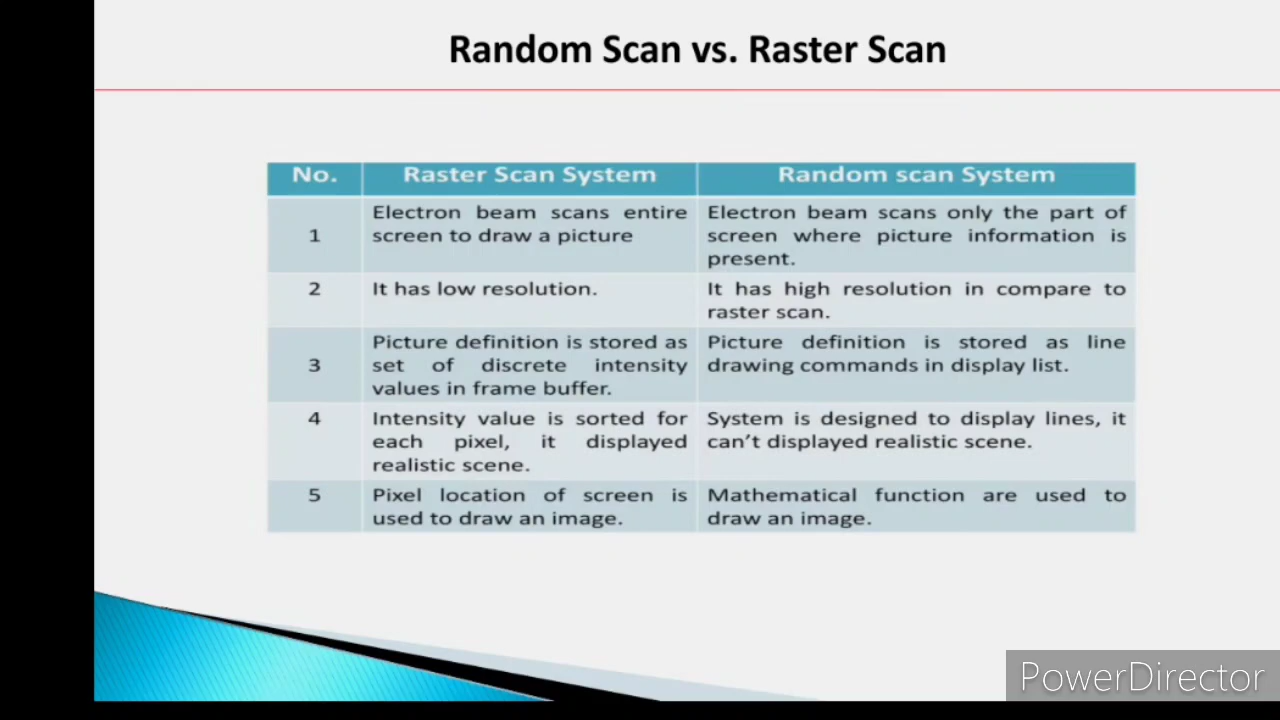 Random Scan vs. Raster Scan
No. Raster Scan System Random scan System
1
Electron beam scans entire
screen to draw a picture
Electron beam scans only the part of
screen where picture information is
present.
2
It has low resolution.
It has high resolution in compare to
raster scan.
3
Picture definition is stored as
set of discrete intensity
values in frame buffer.
Picture definition is stored as line
drawing commands in display list.
4
Intensity value is sorted for
each pixel, it displayed
realistic scene.
System is designed to display lines, it
can't displayed realistic scene.
5
Pixel location of screen is
used to draw an image.
Mathematical function are used to
draw an image.
PowerDirector